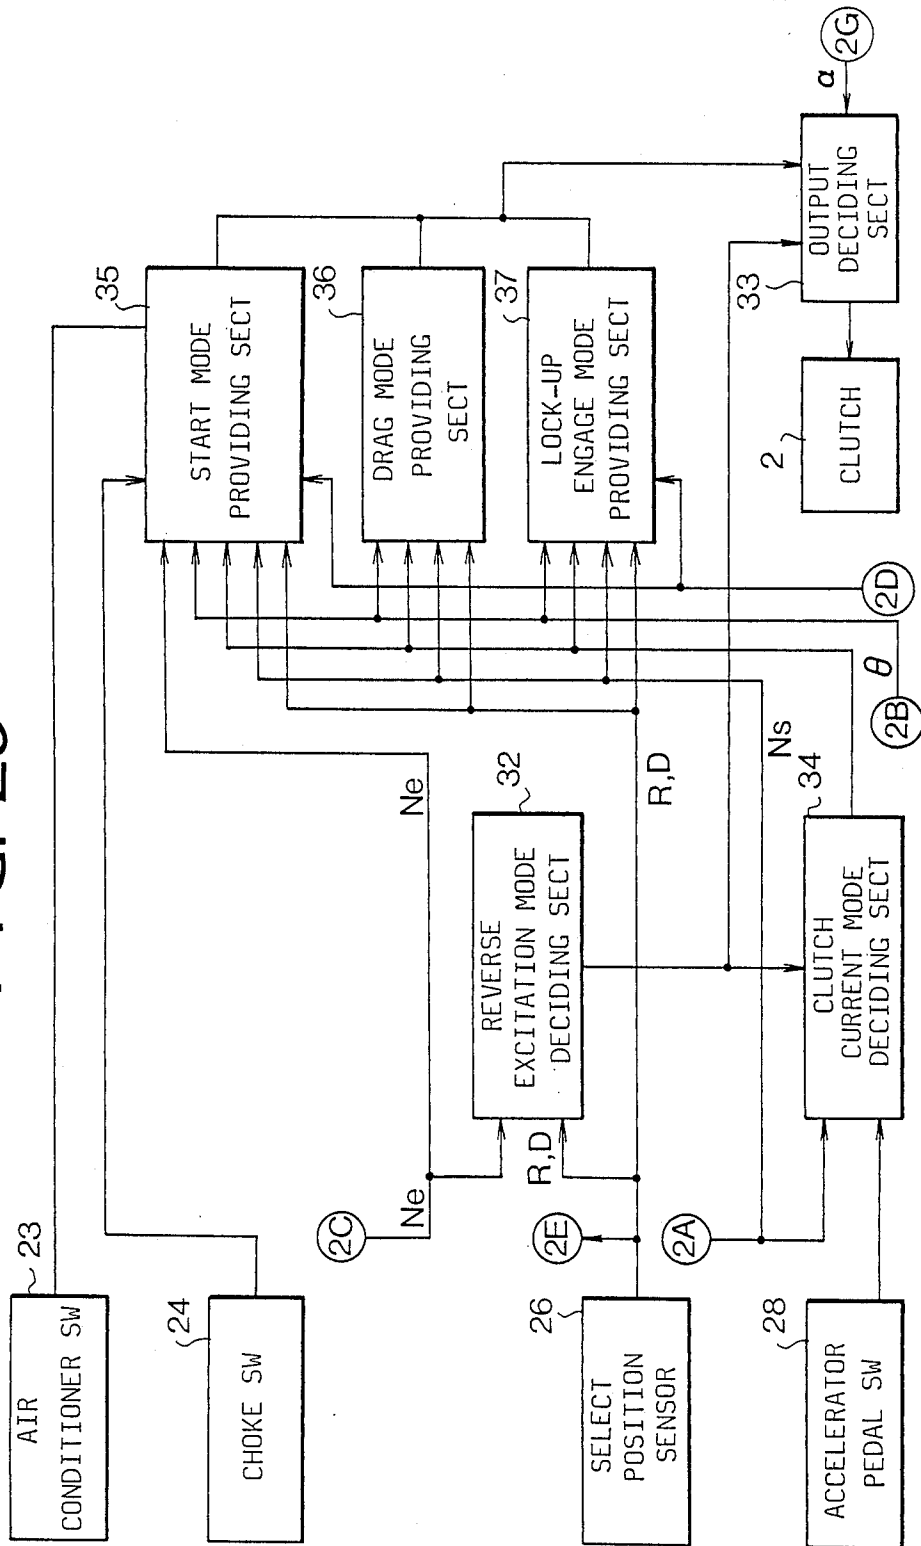 AIR
CONDITIONER SW
23
CHOKE SW
24
SELECT
POSITION
SENSOR
26
ACCELERATOR
PEDAL SW
28
2C
Ne
Ne
2E
R,D
2A
REVERSE
EXCITATION MODE
DECIDING SECT
32
R,D
Ns
CLUTCH
CURRENT MODE
DECIDING SECT
34
2B
θ
2D
START MODE
PROVIDING SECT
35
DRAG MODE
PROVIDING
SECT
36
LOCK-UP
ENGAGE MODE
PROVIDING SECT
37
CLUTCH
2
OUTPUT
DECIDING
SECT
33
α
2G